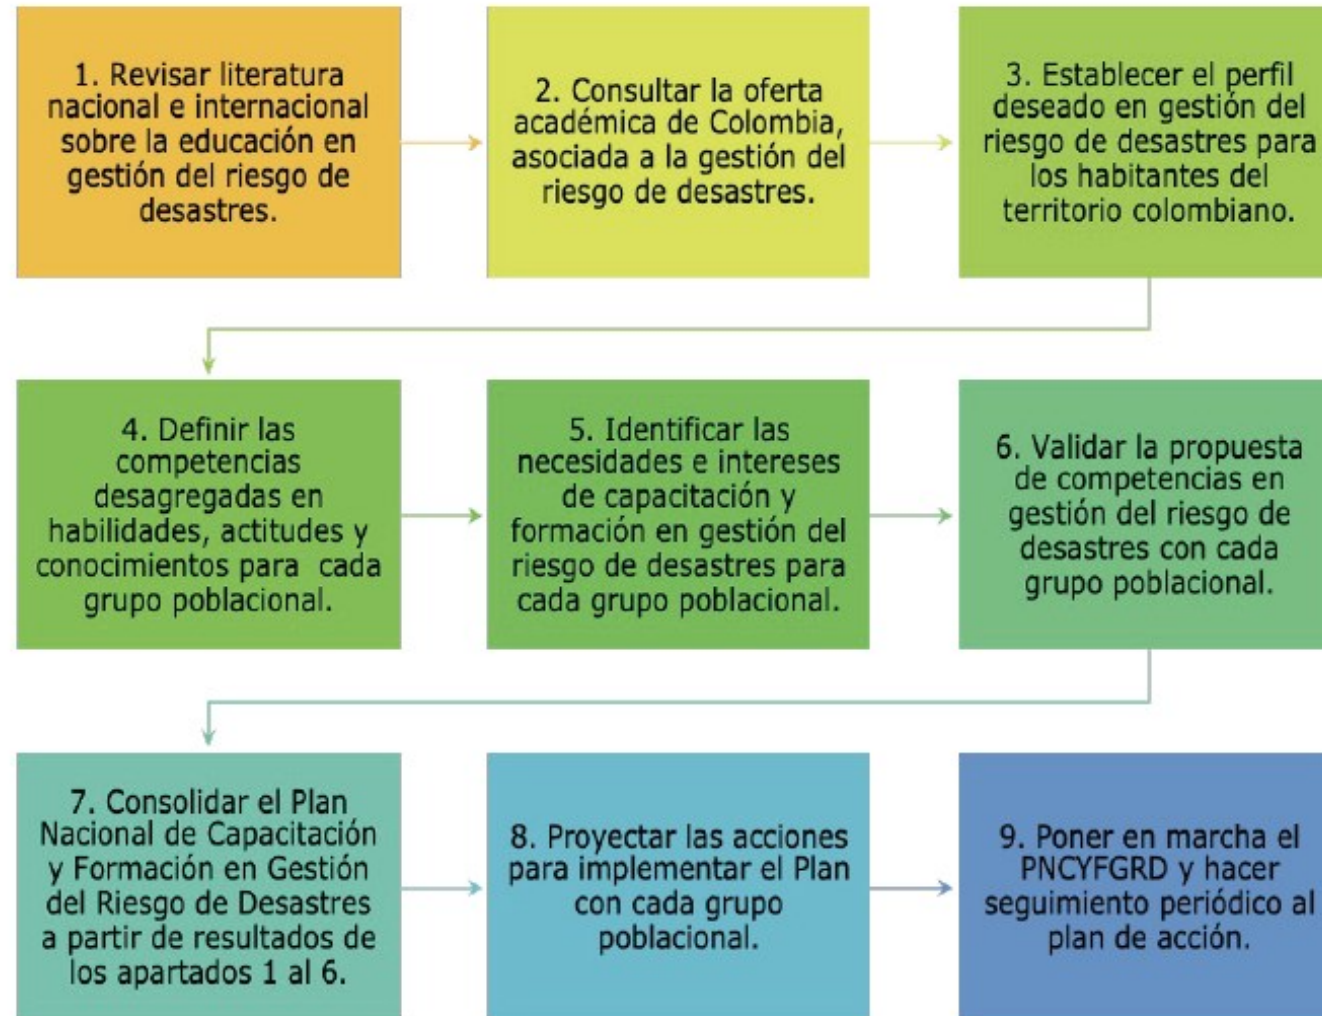 1. Revisar literatura
nacional e internacional
sobre la educación en
gestión del riesgo de
desastres.
2. Consultar la oferta
académica de Colombia,
asociada a la gestión del
riesgo de desastres.
3. Establecer el perfil
deseado en gestión del
riesgo de desastres para
los habitantes del
territorio colombiano.
4. Definir las
competencias
desagregadas en
habilidades, actitudes y
conocimientos para cada
grupo poblacional.
5. Identificar las
necesidades e intereses
de capacitación y
formación en gestión del
riesgo de desastres para
cada grupo poblacional.
6. Validar la propuesta
de competencias en
gestión del riesgo de
desastres con cada
grupo poblacional.
7. Consolidar el Plan
Nacional de Capacitación
y Formación en Gestión
del Riesgo de Desastres
a partir de resultados de
los apartados 1 al 6.
8. Proyectar las acciones
para implementar el Plan
con cada grupo
poblacional.
9. Poner en marcha el
PNCYFGRD y hacer
seguimiento periódico al
plan de acción.